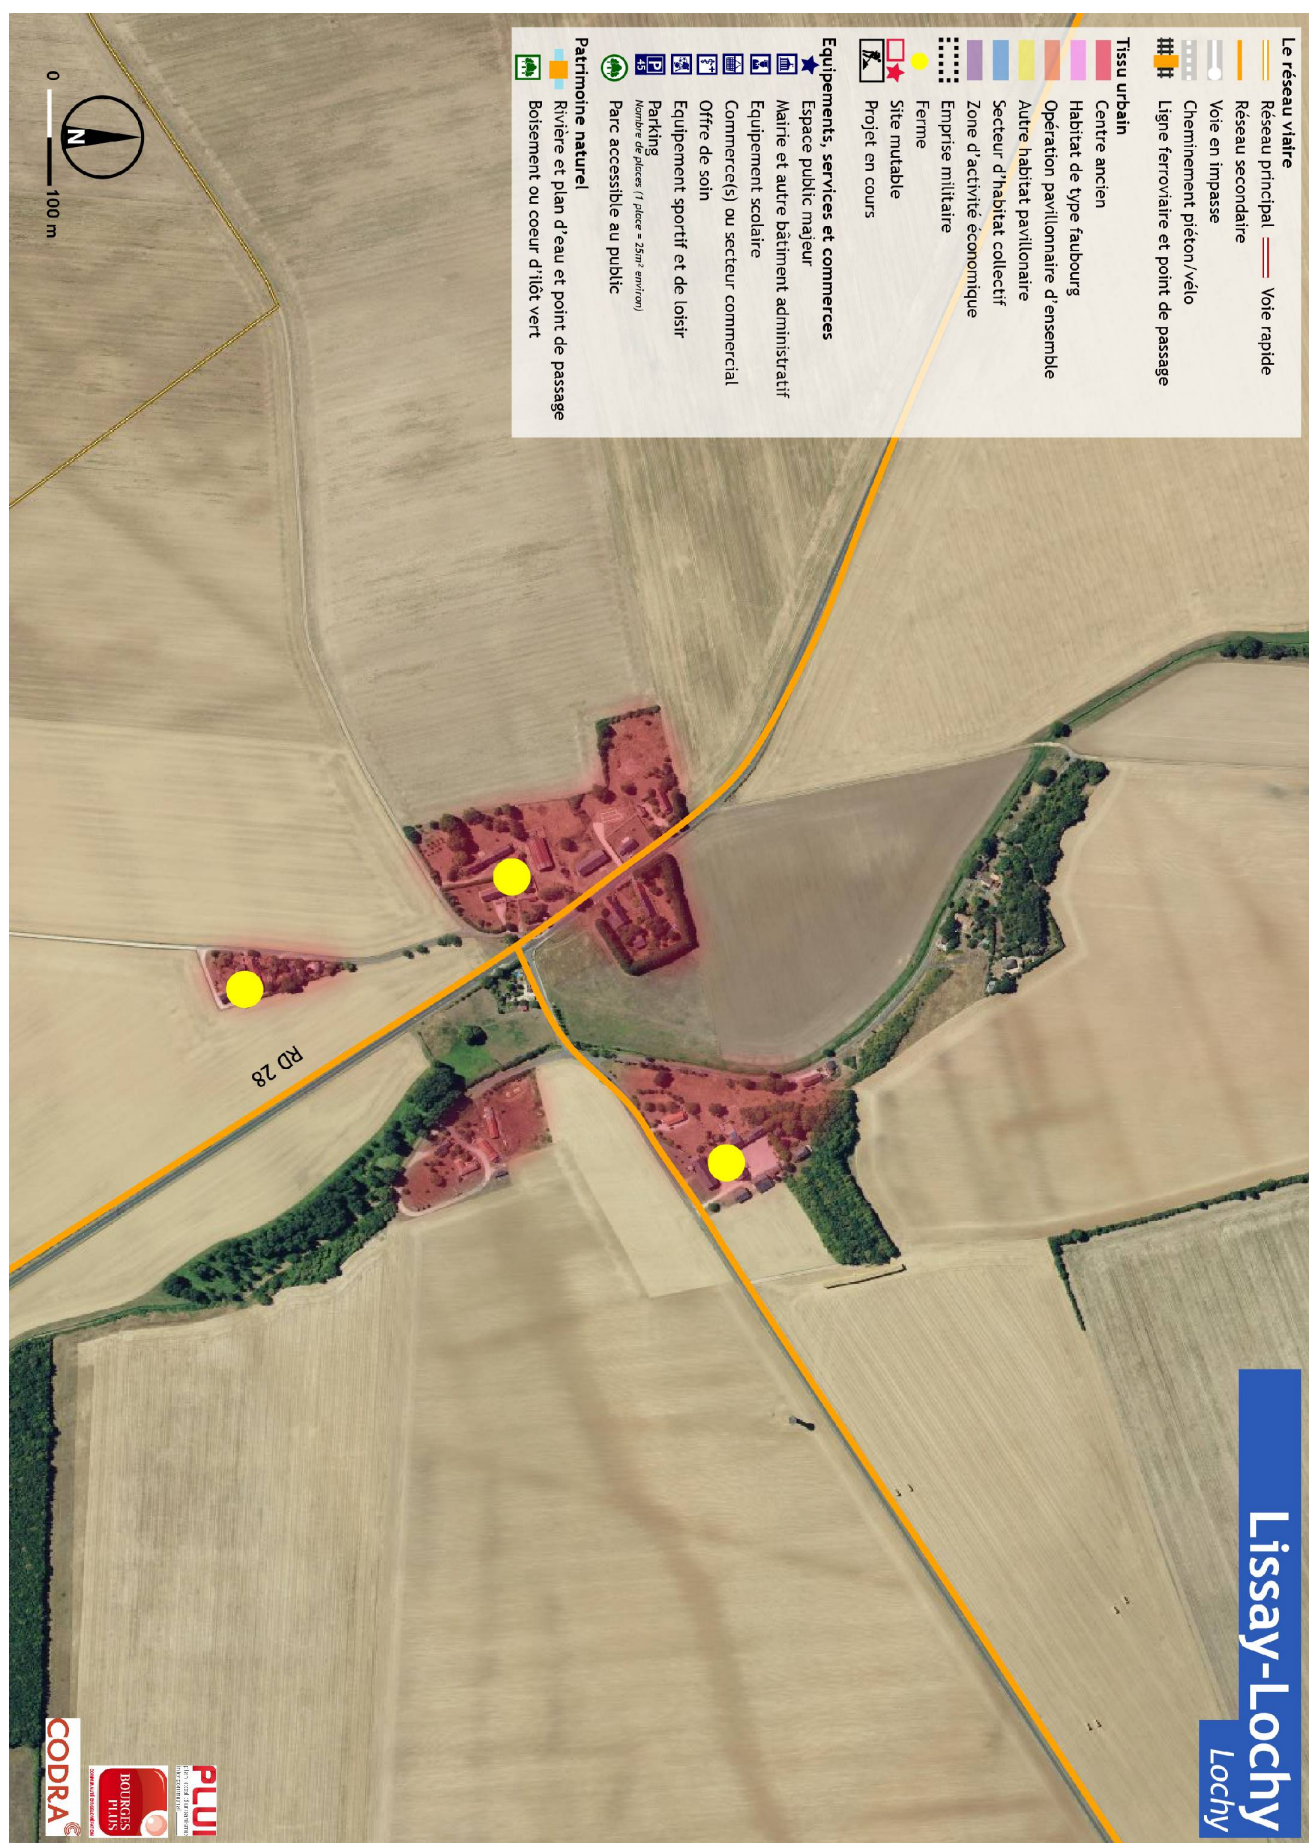 Lissay-Lochy
Lochy
Le réseau viaire
Réseau principal
Voie rapide
Réseau secondaire
Voie en impasse
Cheminement piéton/vélo
Ligne ferroviaire et point de passage
Tissu urbain
Centre ancien
Habitat de type faubourg
Opération pavillonnaire d'ensemble
Autre habitat pavillonaire
Secteur d'habitat collectif
Zone d'activité économique
Emprise militaire
Ferme
Site mutable
Projet en cours
Equipements, services et commerces
Espace public majeur
Mairie et autre bâtiment administratif
Equipement scolaire
Commerce(s) ou secteur commercial
Offre de soin
Equipement sportif et de loisir
P
45
Parking
Nombre de places (1 place = 25m² environ)
Parc accessible au public
Patrimoine naturel
Rivière et plan d'eau et point de passage
Boisement ou coeur d'ilôt vert
N
0
100 m
RD 28
PLUI
BOURGES
PLUS
CODRA